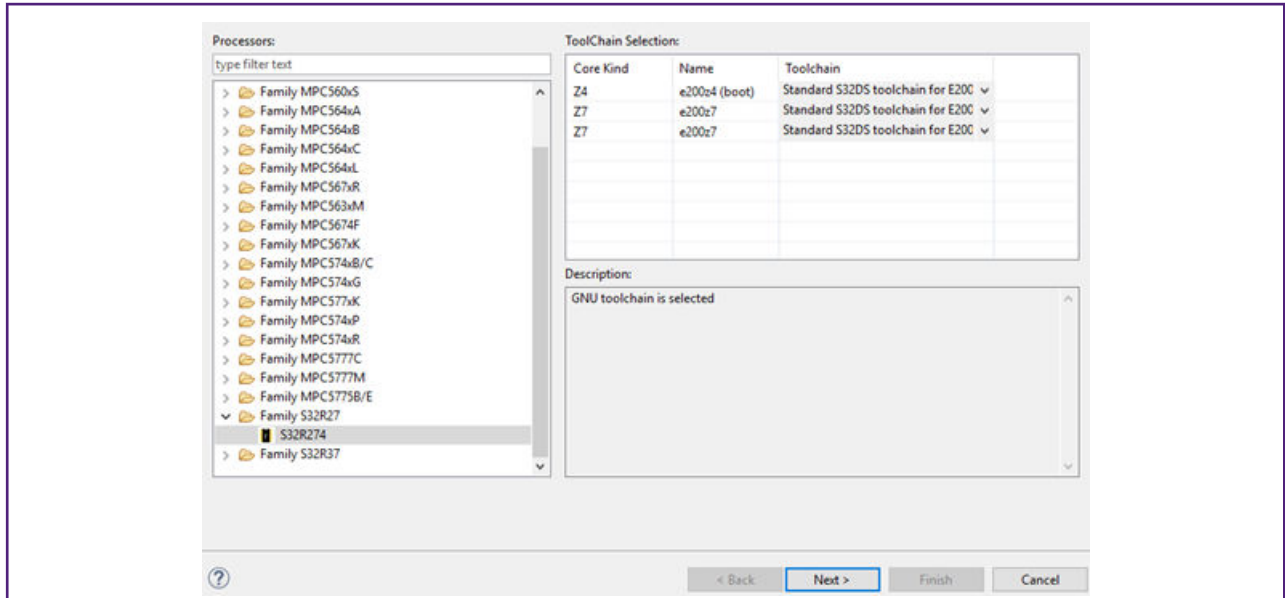 Processors:
type filter text
Family MPC560xS
Family MPC564xA
Family MPC564xB
Family MPC564xC
Family MPC564xL
Family MPC567xR
Family MPC563xM
Family MPC5674F
Family MPC567xK
Family MPC574xB/C
Family MPC574xG
Family MPC577xK
Family MPC574xP
Family MPC574xR
Family MPC5777C
Family MPC5777M
Family MPC5775B/E
Family S32R27
S32R274
Family S32R37
ToolChain Selection:
Core Kind Name Toolchain
Z4 e200z4 (boot) Standard S32DS toolchain for E200
Z7 e200z7 Standard S32DS toolchain for E200
Z7 e200z7 Standard S32DS toolchain for E200
Description:
GNU toolchain is selected
? < Back Next > Finish Cancel